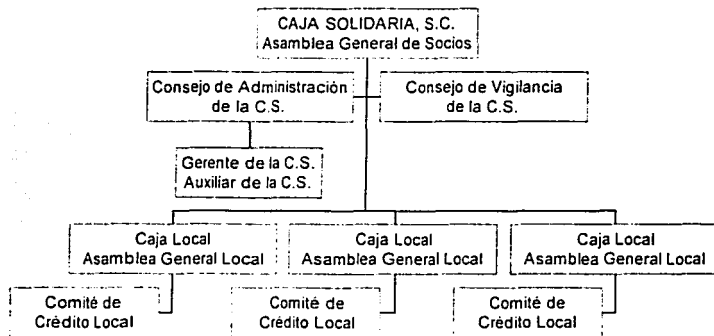 CAJA SOLIDARIA, S.C.
Asamblea General de Socios
Consejo de Administración
de la C.S.
Consejo de Vigilancia
de la C.S.
Gerente de la C.S.
Auxiliar de la C.S.
Caja Local
Asamblea General Local
Caja Local
Asamblea General Local
Caja Local
Asamblea General Local
Comité de
Crédito Local
Comité de
Crédito Local
Comité de
Crédito Local